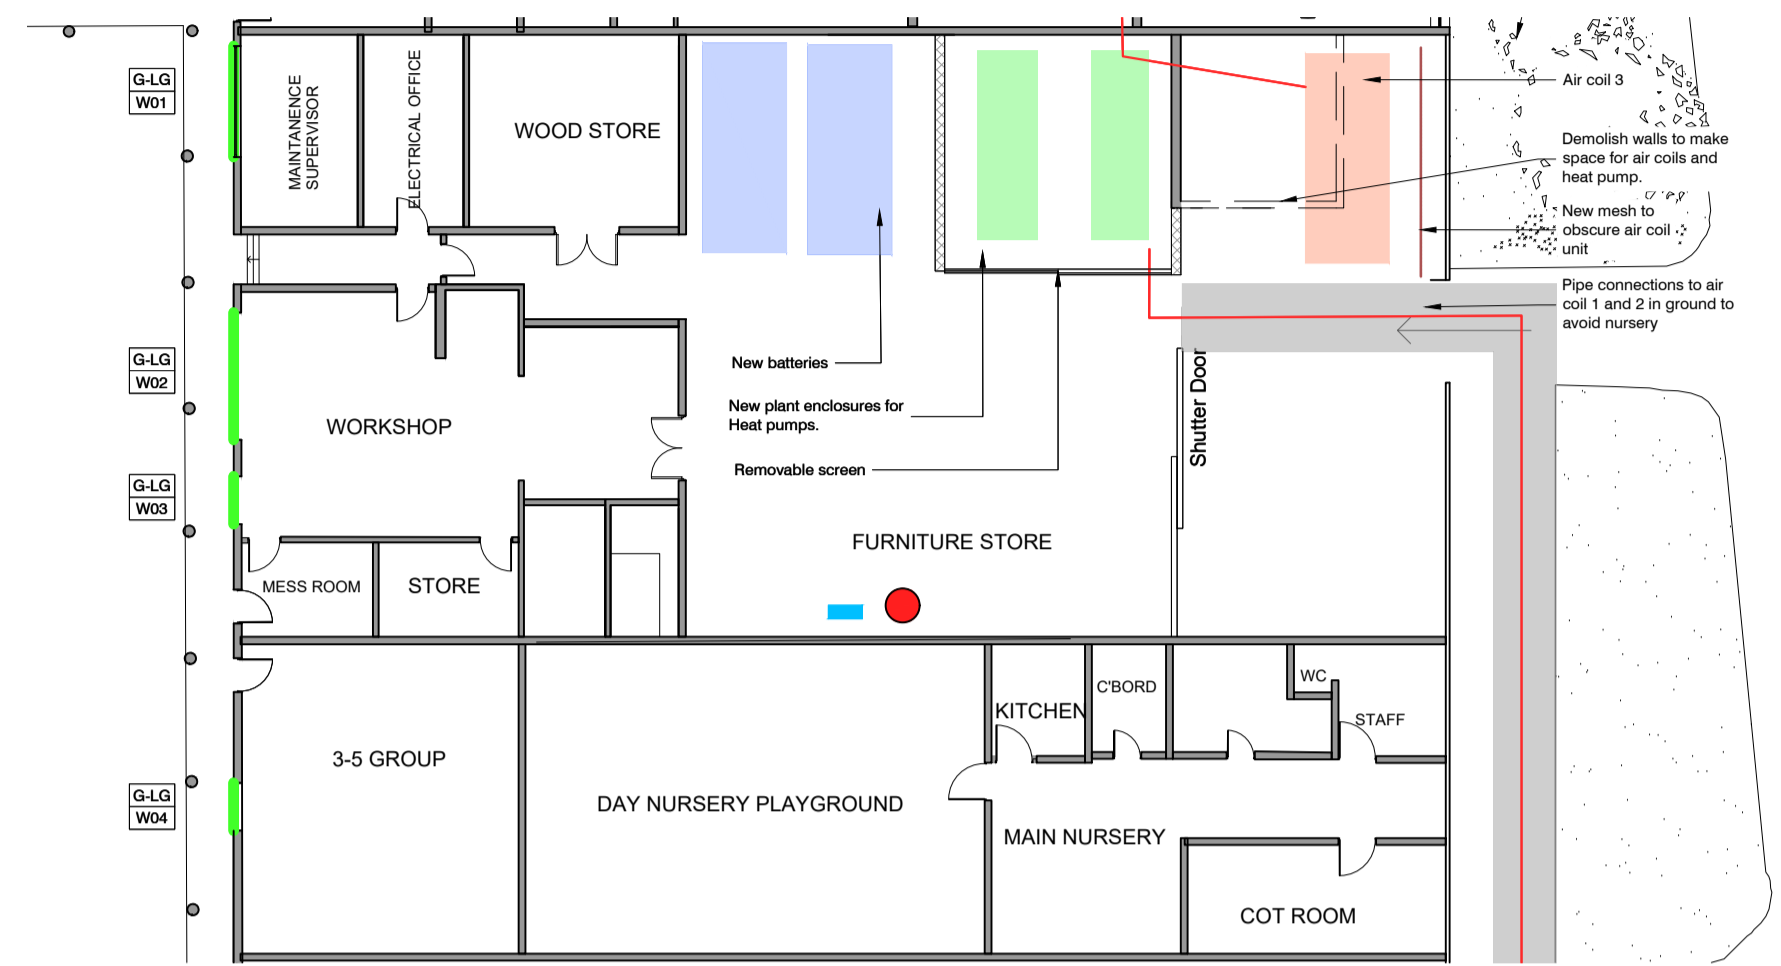 G-LG
W01
MAINTANENCE
SUPERVISOR
ELECTRICAL OFFICE
WOOD STORE
Air coil 3
Demolish walls to make
space for air coils and
heat pump.
New mesh to
obscure air coil
unit
Pipe connections to air
coil 1 and 2 in ground to
avoid nursery
G-LG
W02
New batteries
New plant enclosures for
Heat pumps.
Removable screen
Shutter Door
WORKSHOP
G-LG
W03
FURNITURE STORE
MESS ROOM
STORE
WC
C'BORD
KITCHEN
STAFF
3-5 GROUP
G-LG
W04
DAY NURSERY PLAYGROUND
MAIN NURSERY
COT ROOM